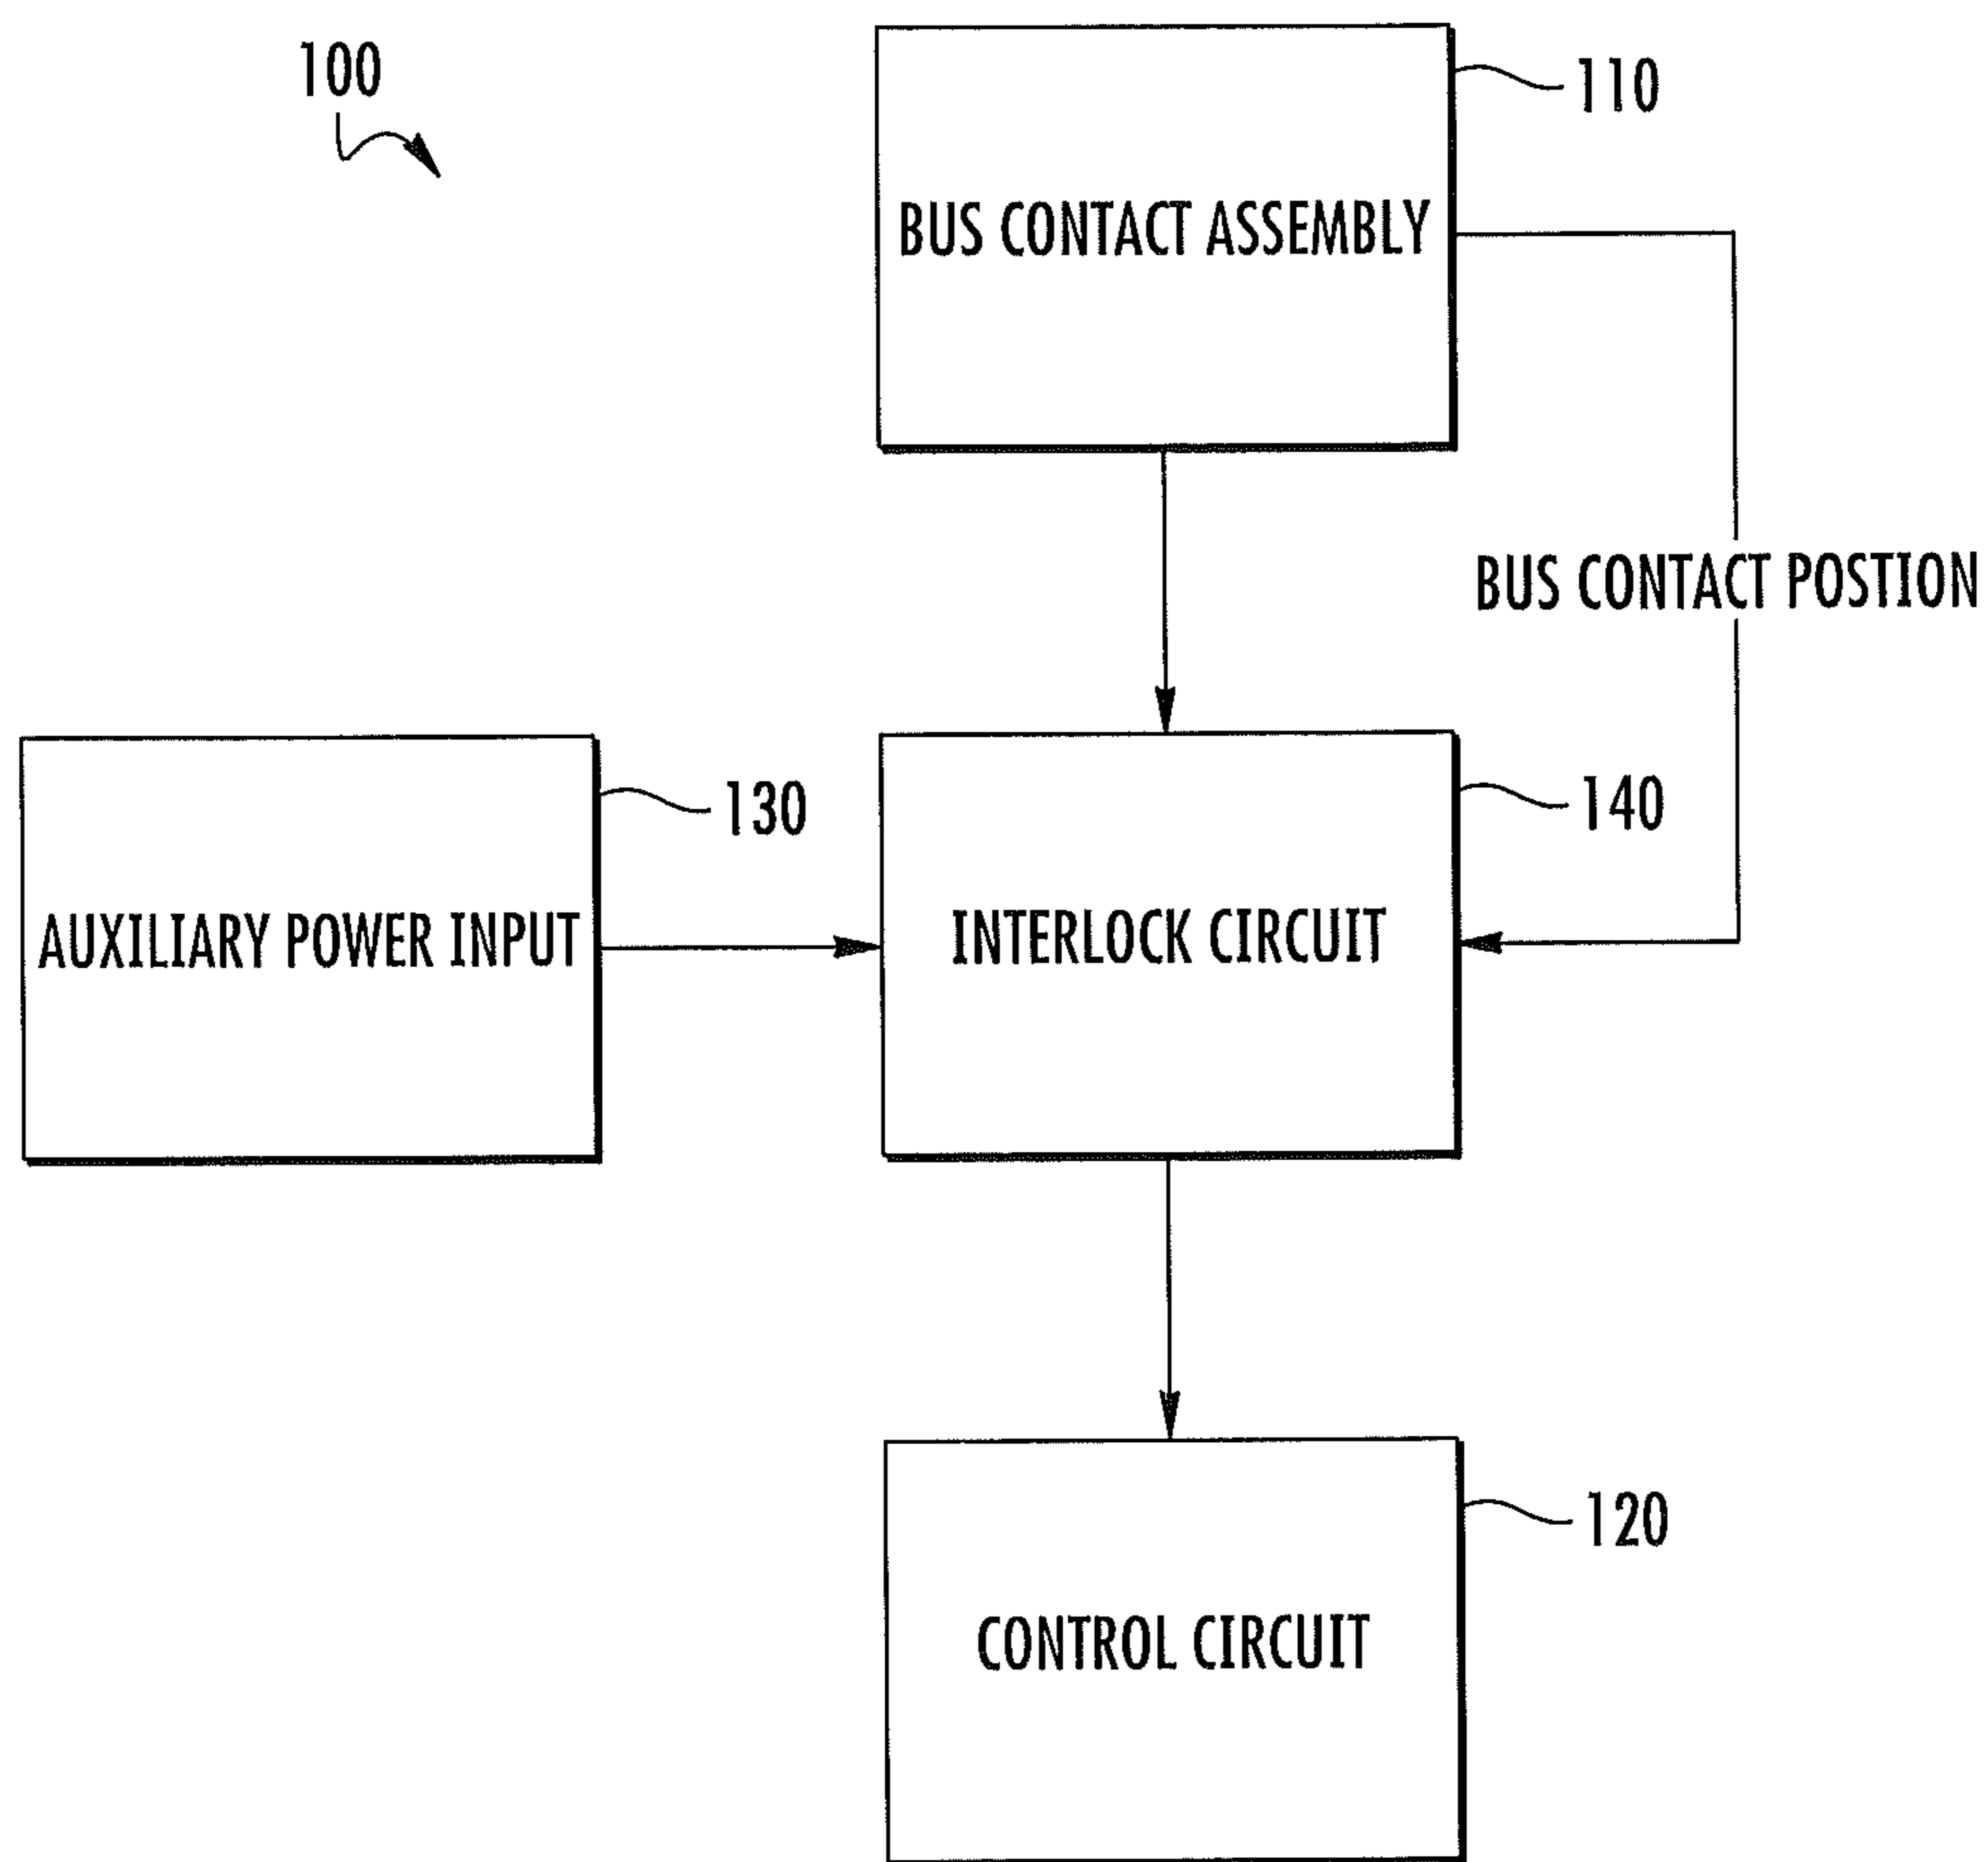 100
110
BUS CONTACT ASSEMBLY
BUS CONTACT POSTION
130
140
AUXILIARY POWER INPUT
INTERLOCK CIRCUIT
120
CONTROL CIRCUIT